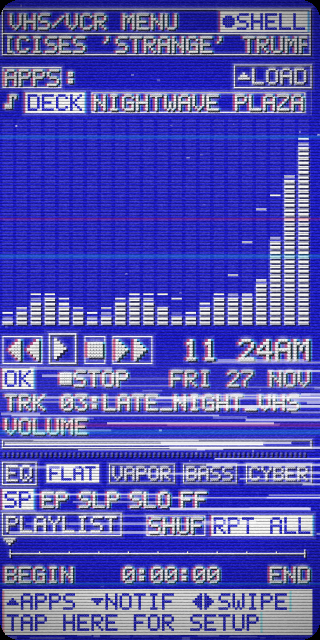 VHS/VCR MENU ●SHELL
CISES 'STRANGE' TRUMP
APPS: ▲LOAD
♪ DECK NIGHTWAVE PLAZA
11 24AM
OK ■STOP FRI 27 NOV
TRK 03:LATE_NIGHT_VHS
VOLUME
EQ FLAT VAPOR BASS CYBER
SP EP SLP SLO FF
PLAYLIST SHUF RPT ALL
BEGIN 0:00:00 END
▲APPS ▼NOTIF ◀▶SWIPE
TAP HERE FOR SETUP